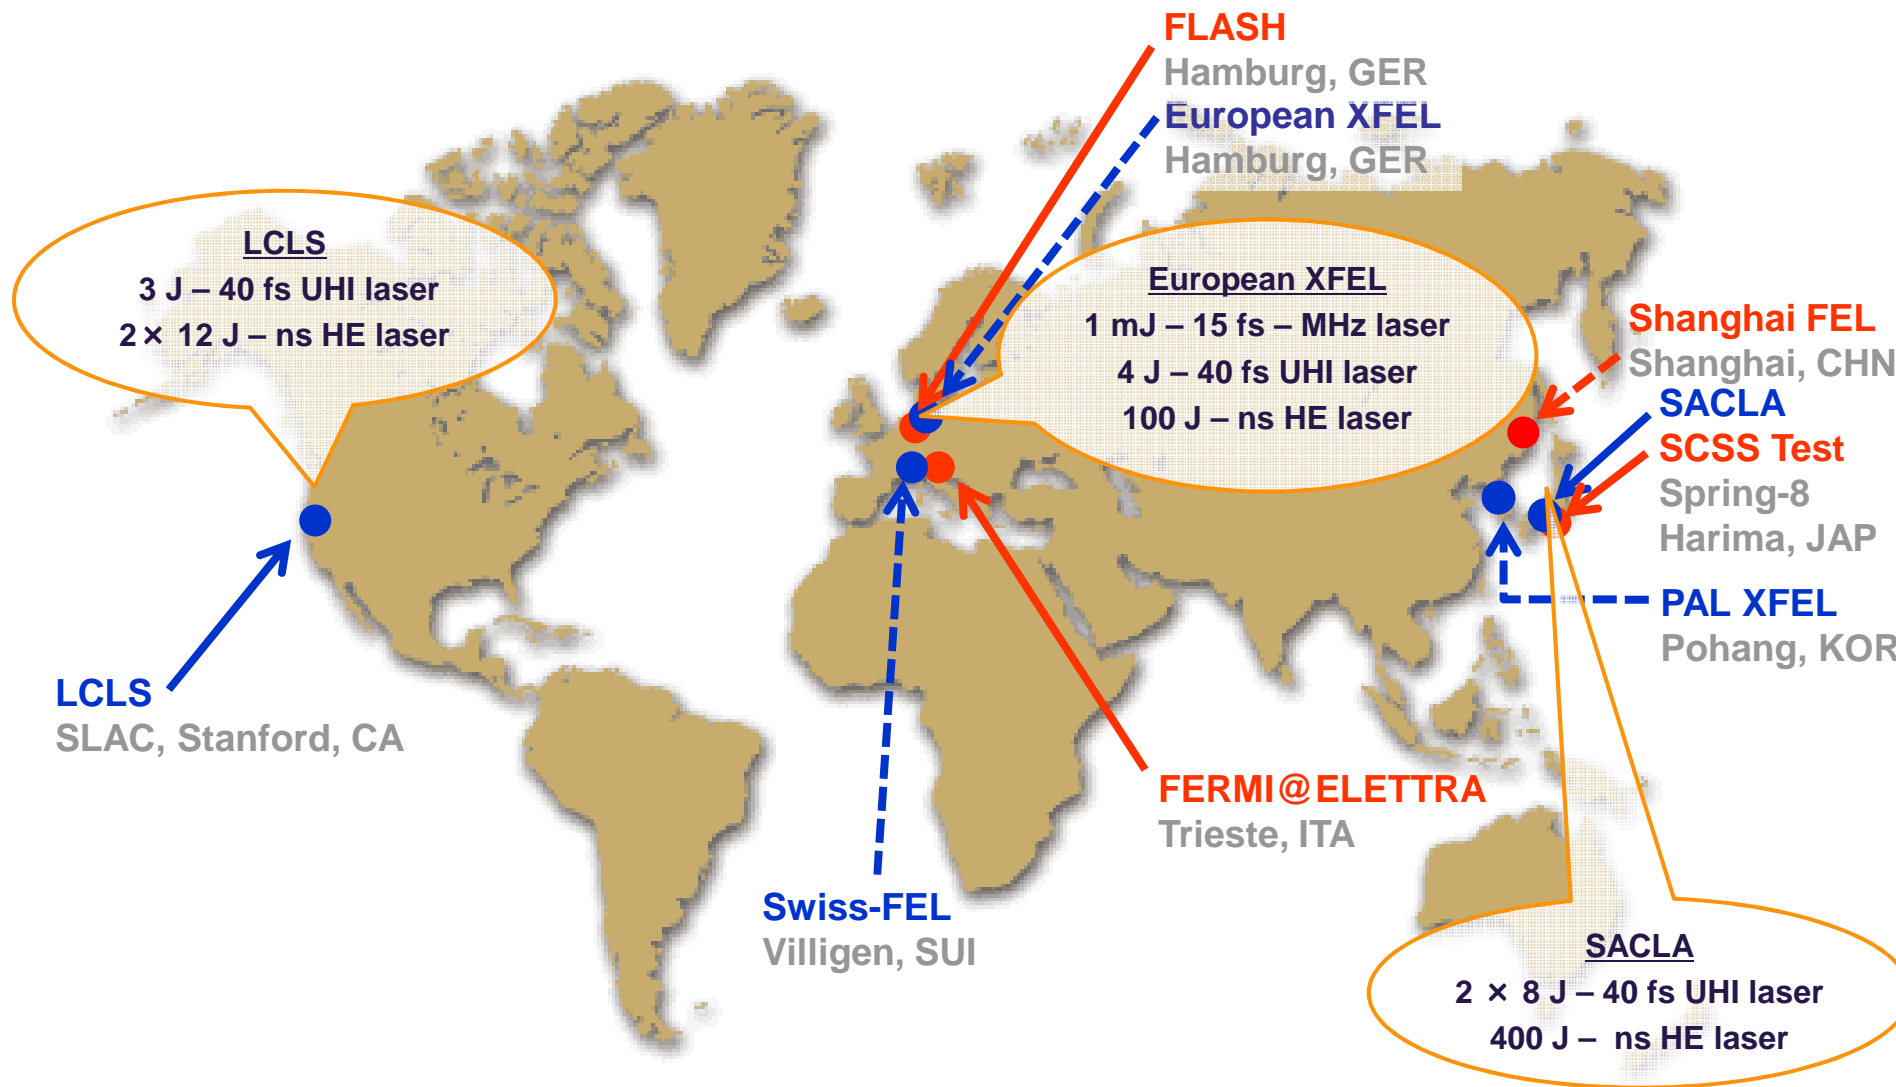 FLASH
Hamburg, GER
European XFEL
Hamburg, GER
LCLS
3 J – 40 fs UHI laser
2 × 12 J – ns HE laser
European XFEL
1 mJ – 15 fs – MHz laser
4 J – 40 fs UHI laser
100 J – ns HE laser
Shanghai FEL
Shanghai, CHN
SACLA
SCSS Test
Spring-8
Harima, JAP
PAL XFEL
Pohang, KOR
LCLS
SLAC, Stanford, CA
FERMI@ELETTRA
Trieste, ITA
Swiss-FEL
Villigen, SUI
SACLA
2 × 8 J – 40 fs UHI laser
400 J – ns HE laser